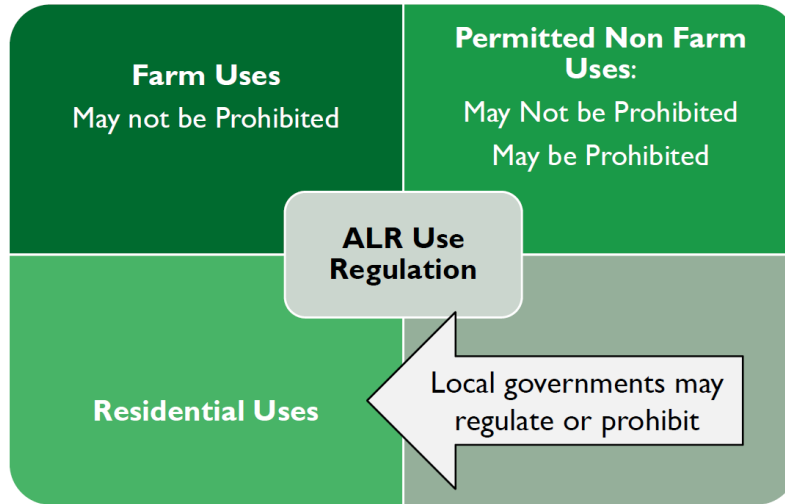 Farm Uses
May not be Prohibited
Permitted Non Farm
Uses:
May Not be Prohibited
May be Prohibited
ALR Use
Regulation
Residential Uses
Local governments may
regulate or prohibit